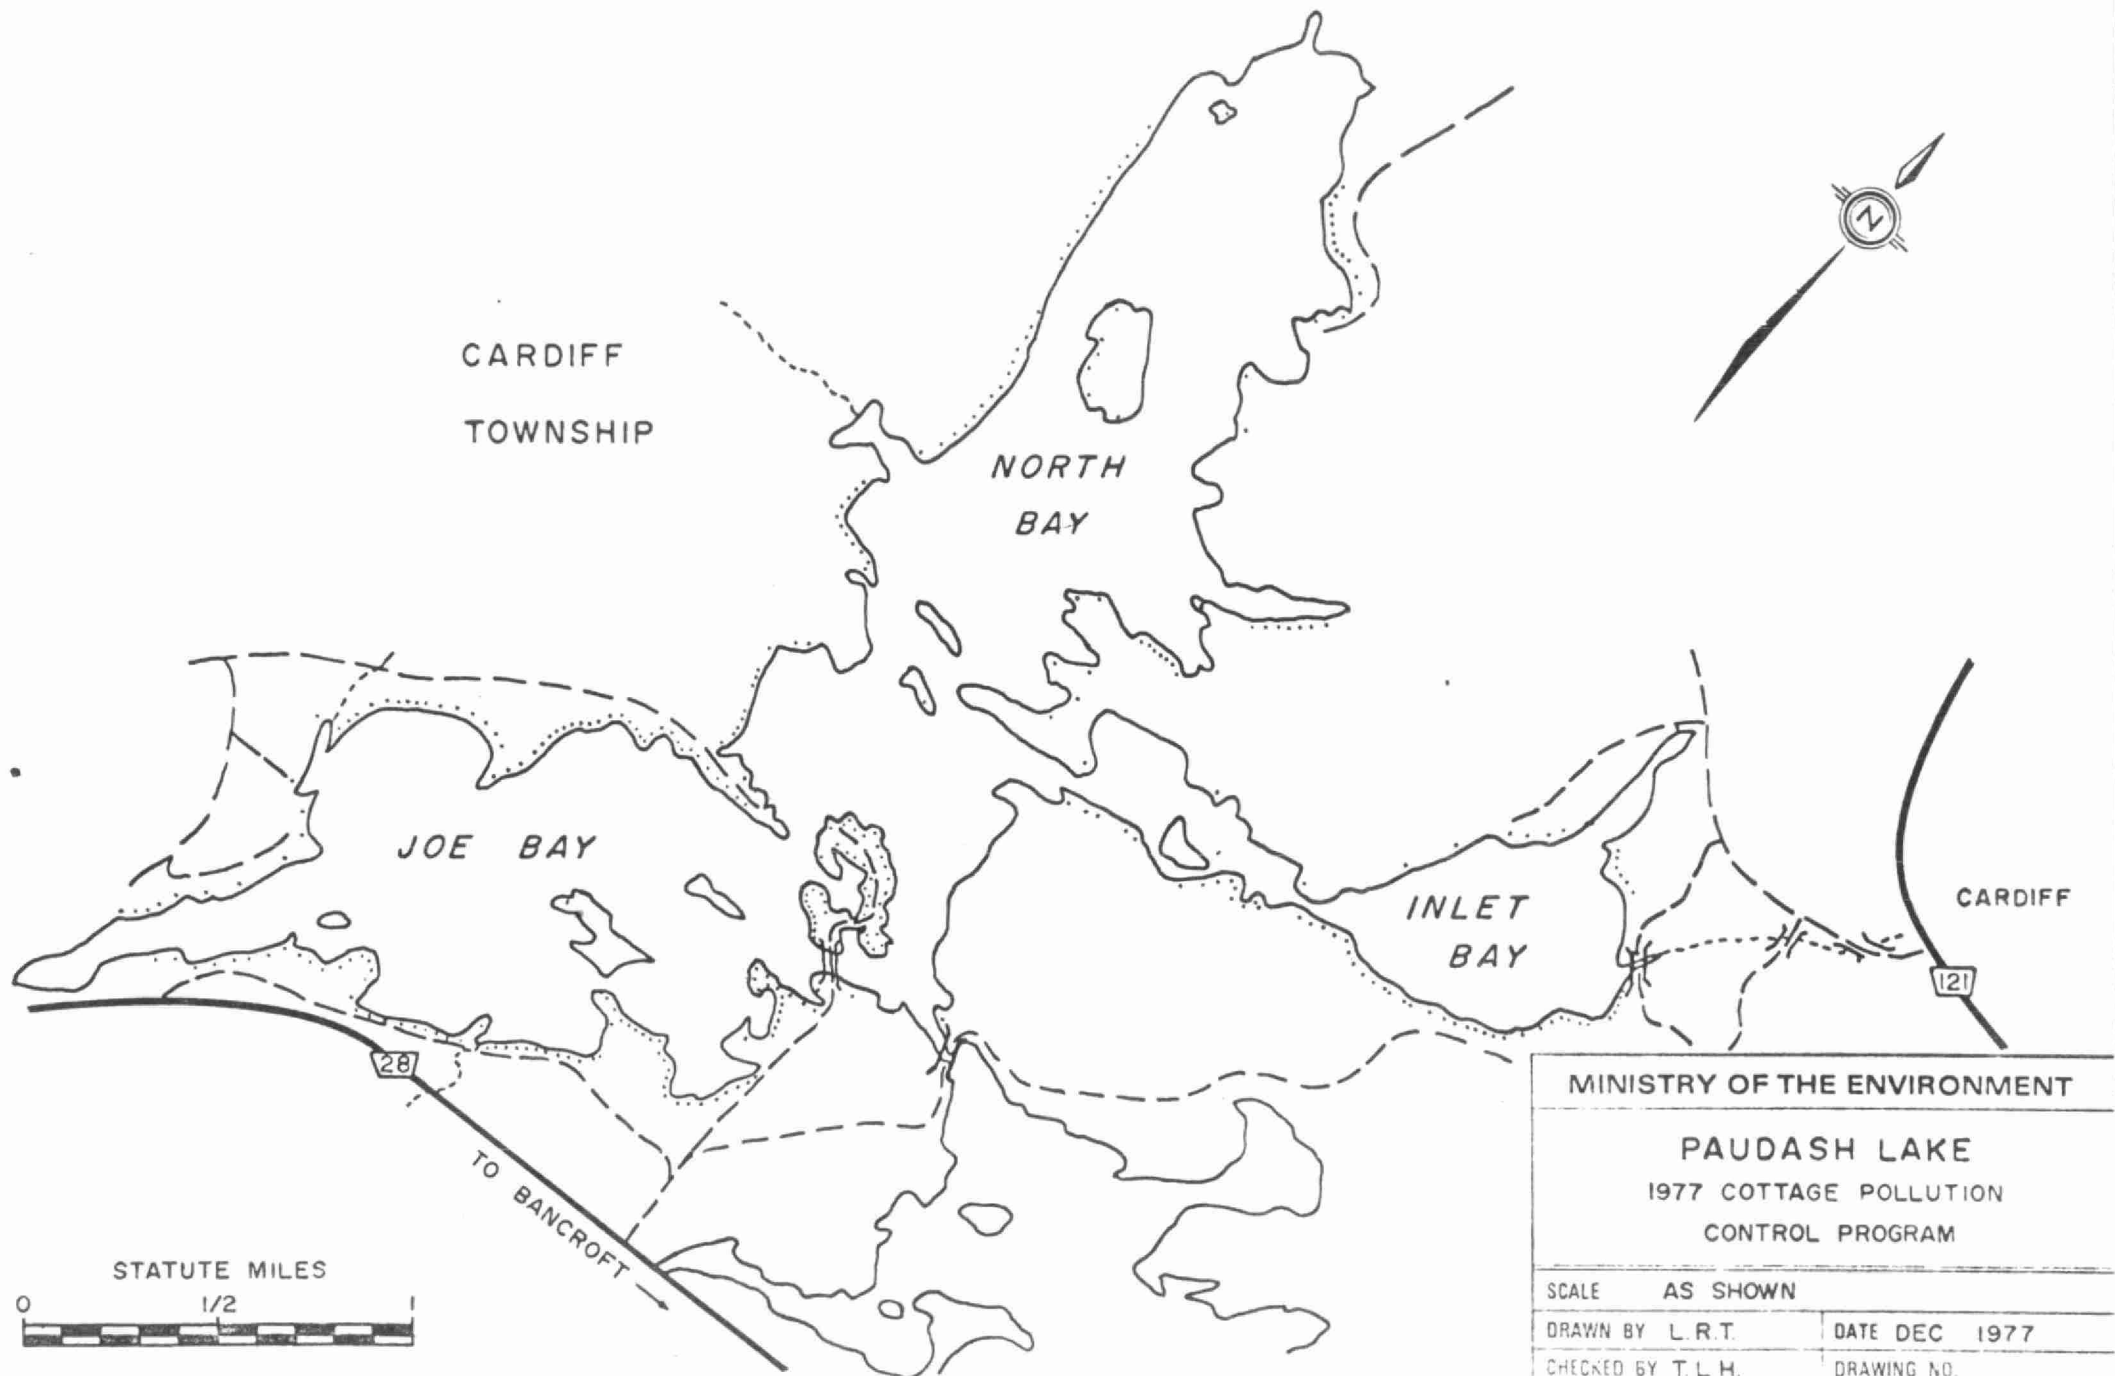 CARDIFF
TOWNSHIP
N
NORTH
BAY
JOE BAY
INLET
BAY
CARDIFF
121
28
TO BANCROFT
STATUTE MILES
0 1/2 1
MINISTRY OF THE ENVIRONMENT
PAUDASH LAKE
1977 COTTAGE POLLUTION
CONTROL PROGRAM
SCALE AS SHOWN
DRAWN BY L.R.T. DATE DEC 1977
CHECKED BY T.L.H. DRAWING NO.